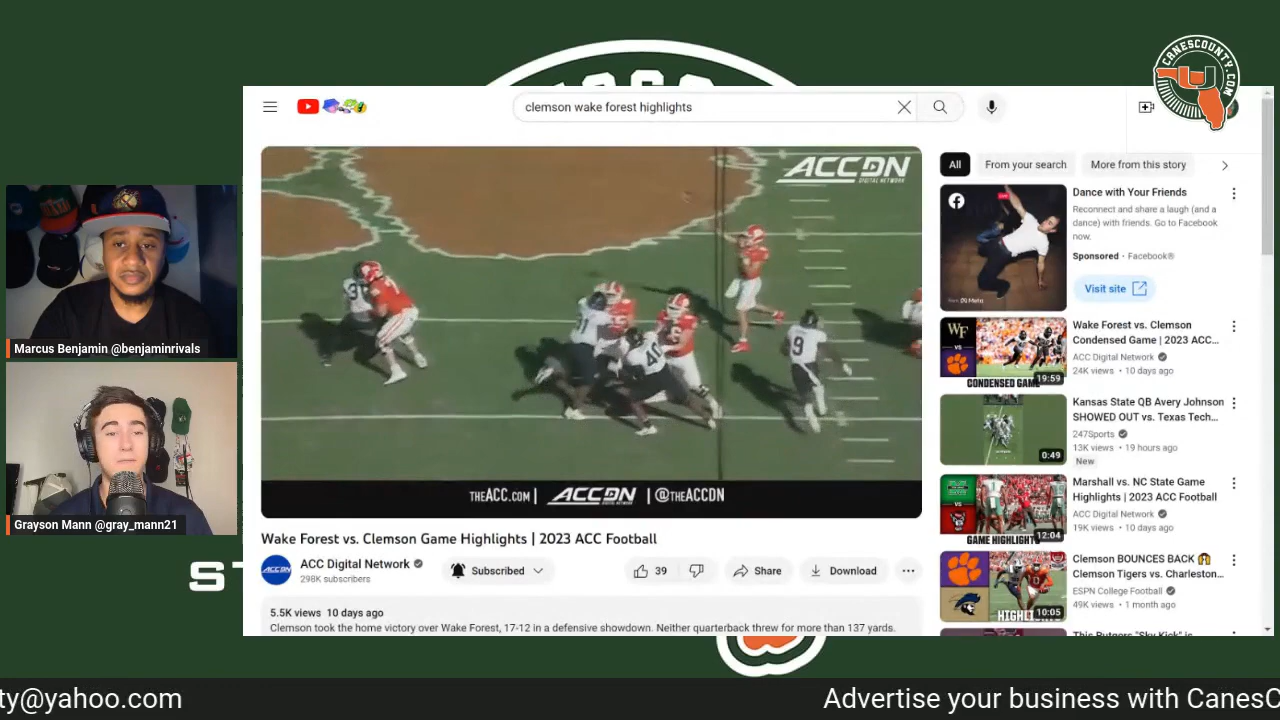 CANESCOUNTY.COM
clemson wake forest highlights
ACCDN
DIGITAL NETWORK
All
From your search
More from this story
Dance with Your Friends
Reconnect and share a laugh (and a
dance) with friends. Go to Facebook
now.
Sponsored · Facebook®
Visit site
Meta
WF
VS
CONDENSED GAME
19:59
Wake Forest vs. Clemson
Condensed Game | 2023 ACC...
ACC Digital Network
24K views · 10 days ago
0:49
Kansas State QB Avery Johnson
SHOWED OUT vs. Texas Tech...
247Sports
13K views · 19 hours ago
New
VS
GAME HIGHLIGHTS
12:04
Marshall vs. NC State Game
Highlights | 2023 ACC Football
ACC Digital Network
19K views · 10 days ago
10:05
Clemson BOUNCES BACK
Clemson Tigers vs. Charleston...
ESPN College Football
49K views · 1 month ago
9
THEACC.COM | ACCDN | @THEACCDN
Wake Forest vs. Clemson Game Highlights | 2023 ACC Football
ACC Digital Network
298K subscribers
Subscribed
39
Share
Download
5.5K views 10 days ago
Clemson took the home victory over Wake Forest, 17-12 in a defensive showdown. Neither quarterback threw for more than 137 yards.
Marcus Benjamin @benjaminrivals
Grayson Mann @gray_mann21
ST
ty@yahoo.com
Advertise your business with CanesC